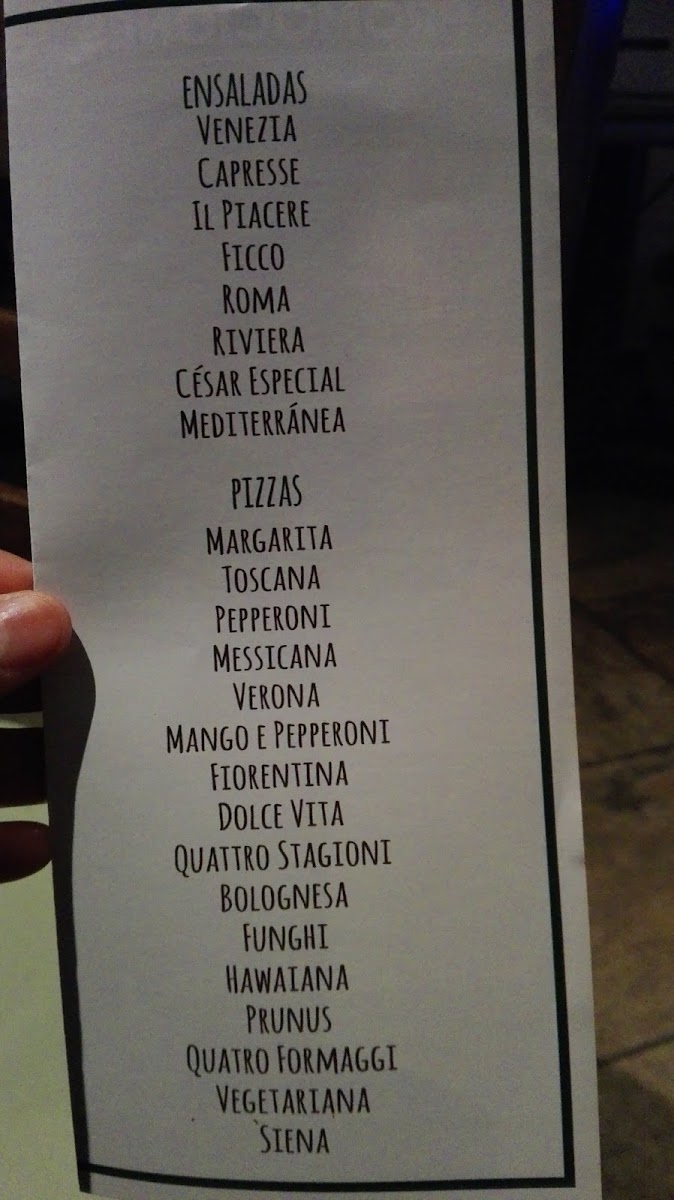 ENSALADAS
VENEZIA
CAPRESSE
IL PIACERE
FICCO
ROMA
RIVIERA
CÉSAR ESPECIAL
MEDITERRÁNEA
PIZZAS
MARGARITA
TOSCANA
PEPPERONI
MESSICANA
VERONA
MANGO E PEPPERONI
FIORENTINA
DOLCE VITA
QUATTRO STAGIONI
BOLOGNESA
FUNGHI
HAWAIANA
PRUNUS
QUATRO FORMAGGI
VEGETARIANA
SIENA